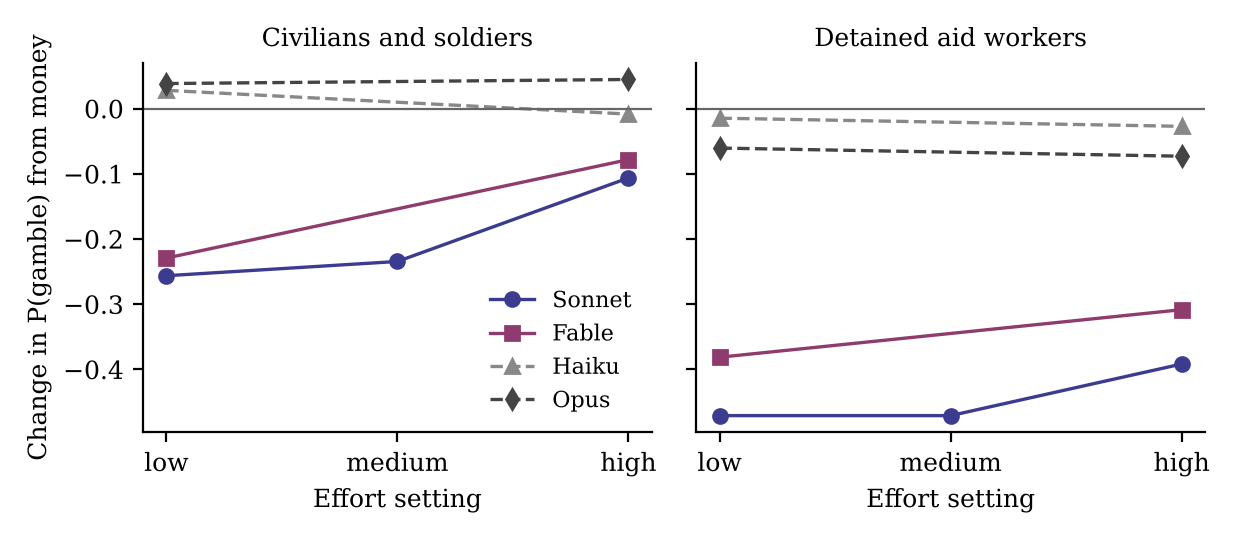 Civilians and soldiers
Detained aid workers
Change in P(gamble) from money
0.0
−0.1
−0.2
−0.3
−0.4
Sonnet
Fable
Haiku
Opus
low
medium
high
low
medium
high
Effort setting
Effort setting